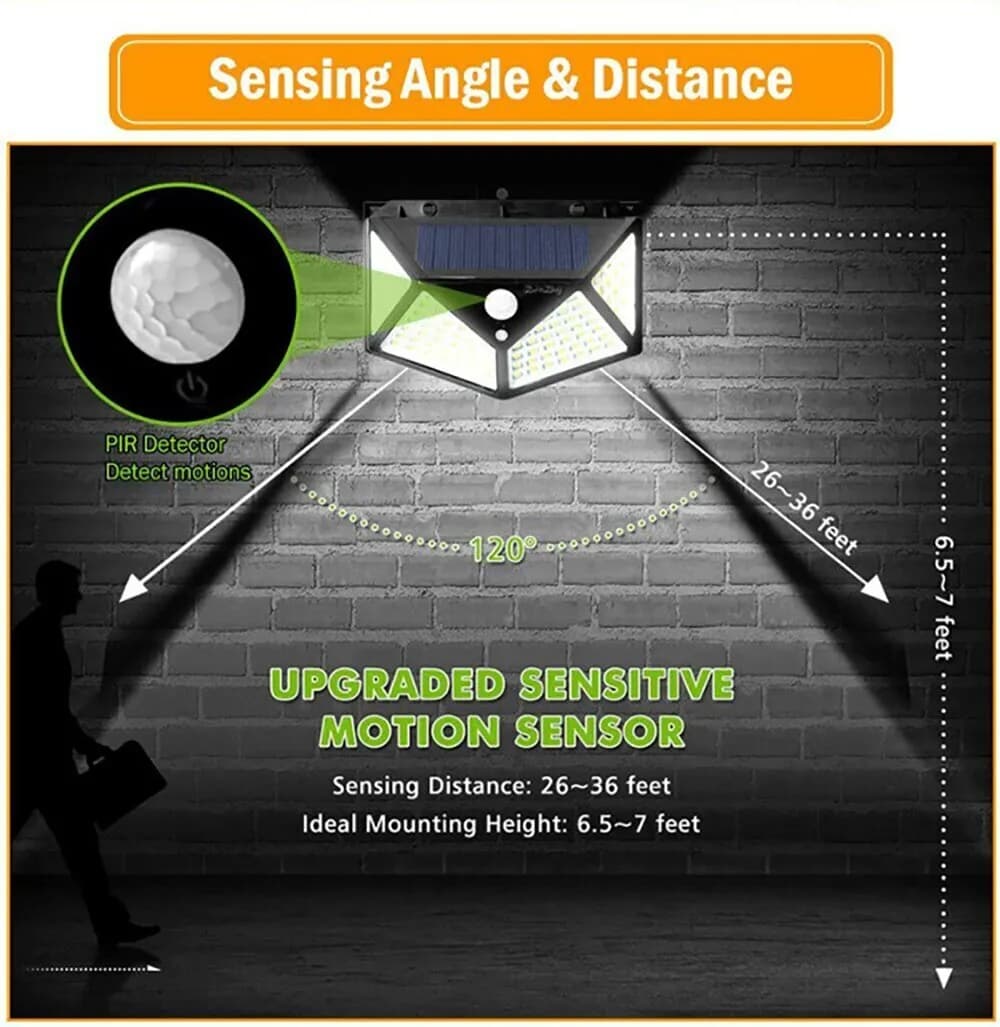 Sensing Angle & Distance
PIR Detector
Detect motions
120°
26~36 feet
6.5~7 feet
UPGRADED SENSITIVE
MOTION SENSOR
Sensing Distance: 26~36 feet
Ideal Mounting Height: 6.5~7 feet